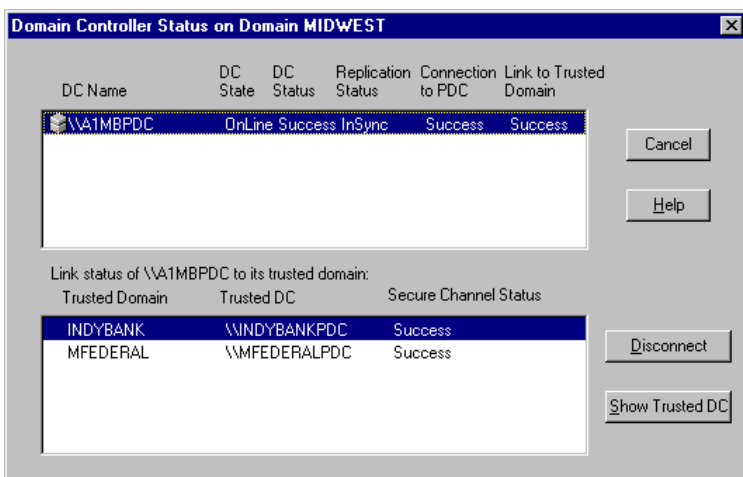 Domain Controller Status on Domain MIDWEST
DC Name DC State DC Status Replication Status Connection to PDC Link to Trusted Domain
\\A1MBPDC OnLine Success InSync Success Success
Cancel
Help
Link status of \\A1MBPDC to its trusted domain:
Trusted Domain Trusted DC Secure Channel Status
INDYBANK \\INDYBANKPDC Success
MFEDERAL \\MFEDERALPDC Success
Disconnect
Show Trusted DC